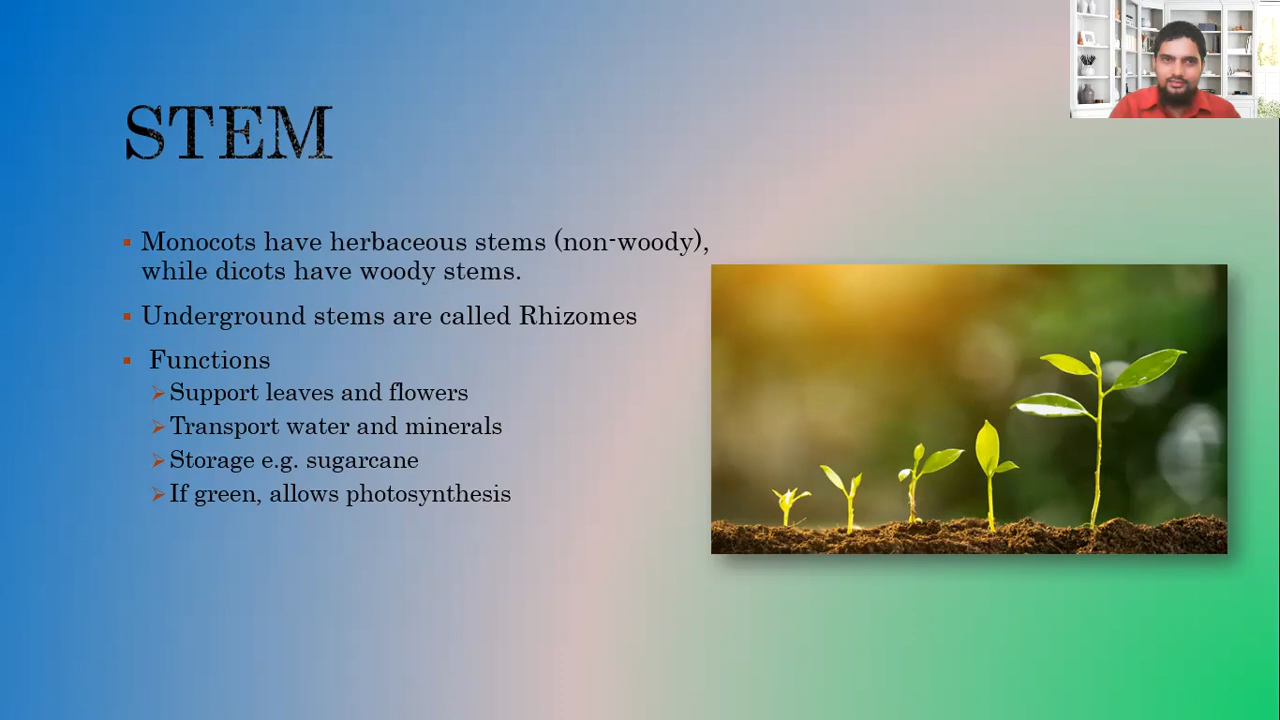 STEM
Monocots have herbaceous stems (non-woody),
while dicots have woody stems.
Underground stems are called Rhizomes
Functions
Support leaves and flowers
Transport water and minerals
Storage e.g. sugarcane
If green, allows photosynthesis